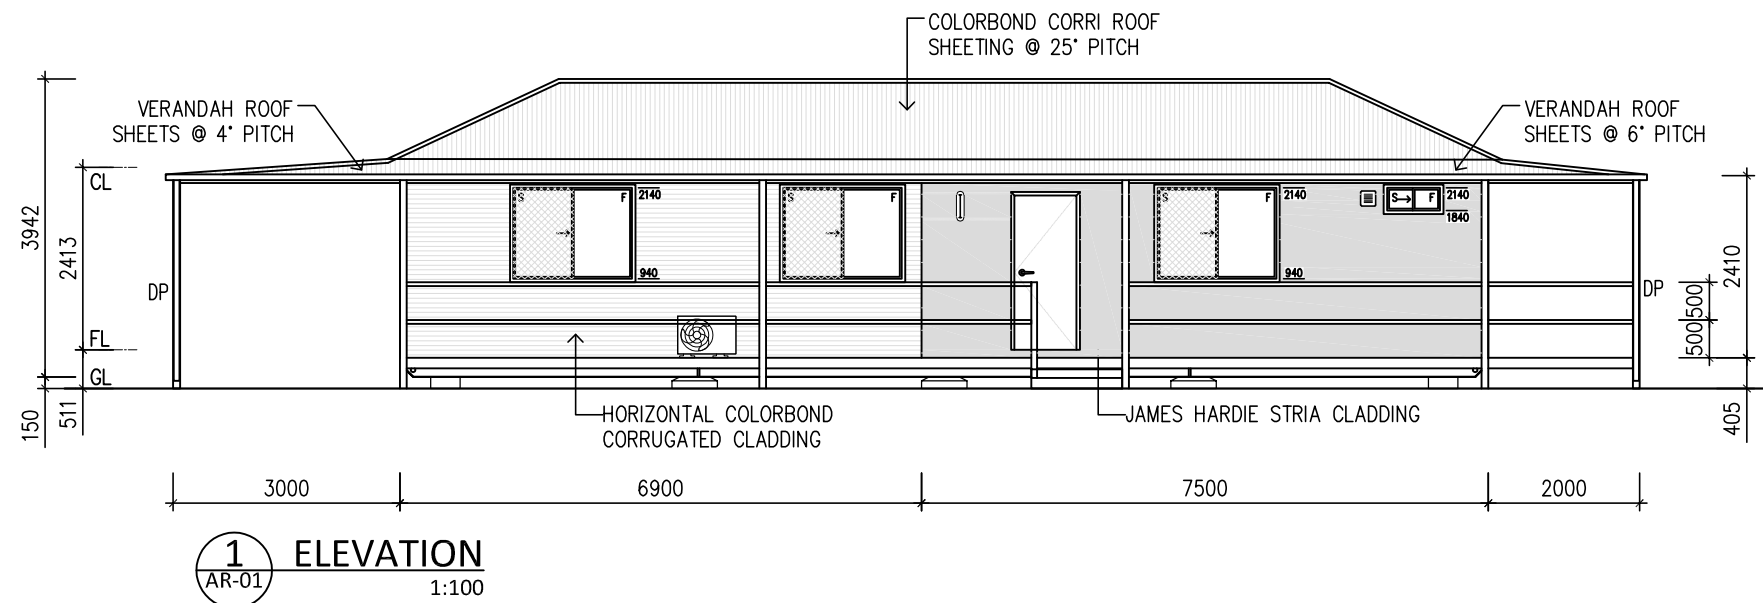 COLORBOND CORRI ROOF
SHEETING @ 25° PITCH
VERANDAH ROOF
SHEETS @ 4° PITCH
VERANDAH ROOF
SHEETS @ 6° PITCH
CL
FL
GL
3942
2413
150
511
DP
S F 2140
940
S F
S F 2140
940
S F 2140
1840
DP
500
500
2410
405
HORIZONTAL COLORBOND
CORRUGATED CLADDING
JAMES HARDIE STRIA CLADDING
3000 6900 7500 2000
1 ELEVATION
AR-01 1:100